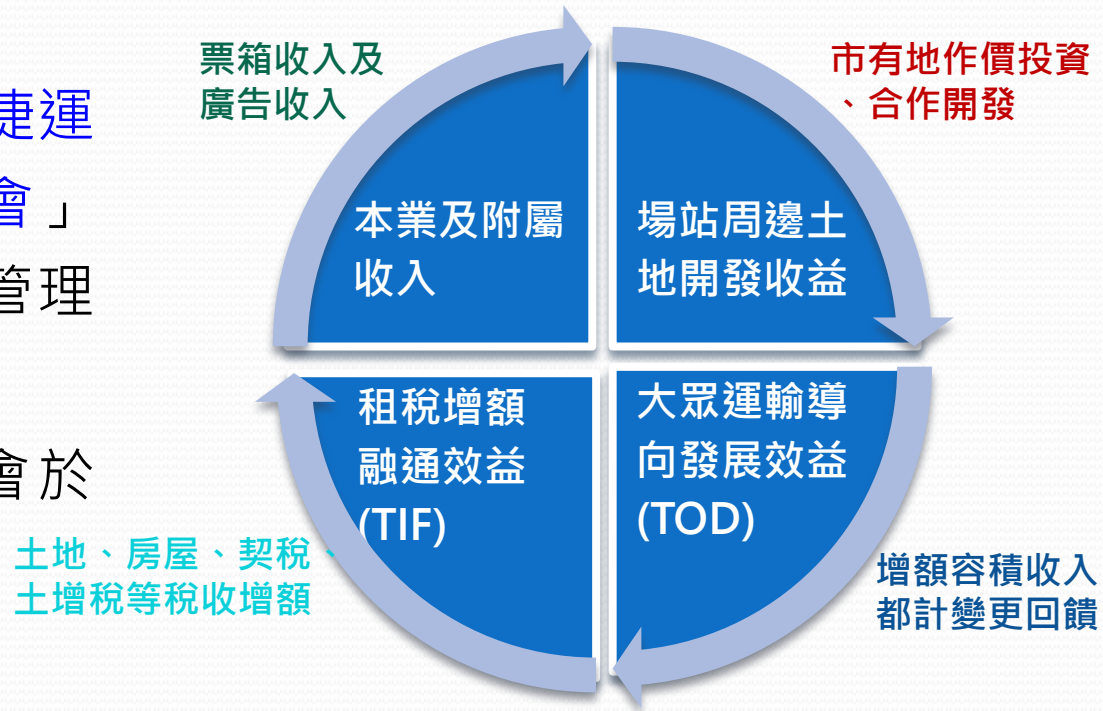 捷運
會」
管理
會於
票箱收入及
廣告收入
市有地作價投資
、合作開發
本業及附屬
收入
場站周邊土
地開發收益
租稅增額
融通效益
(TIF)
大眾運輸導
向發展效益
(TOD)
土地、房屋、契稅、
土增稅等稅收增額
增額容積收入
都計變更回饋